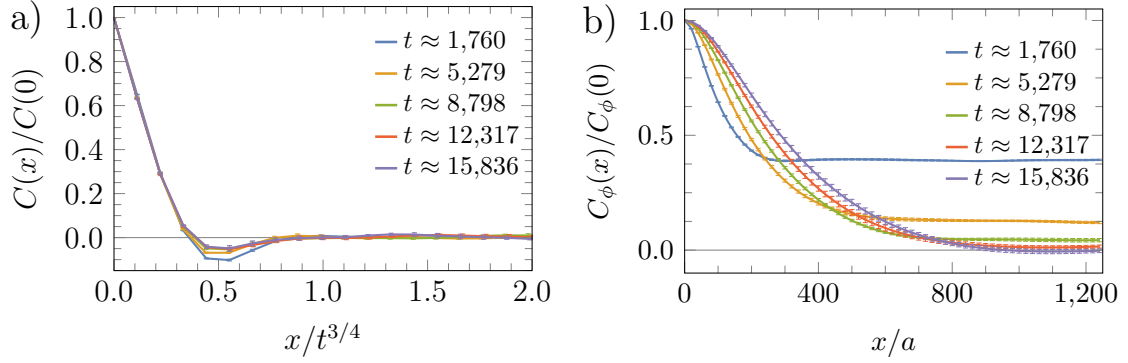 a)
C(x)/C(0)
1.0
0.8
0.6
0.4
0.2
0.0
t ≈ 1,760
t ≈ 5,279
t ≈ 8,798
t ≈ 12,317
t ≈ 15,836
0.0 0.5 1.0 1.5 2.0
x/t^{3/4}
b)
C_ϕ(x)/C_ϕ(0)
1.0
0.5
0.0
t ≈ 1,760
t ≈ 5,279
t ≈ 8,798
t ≈ 12,317
t ≈ 15,836
0 400 800 1,200
x/a